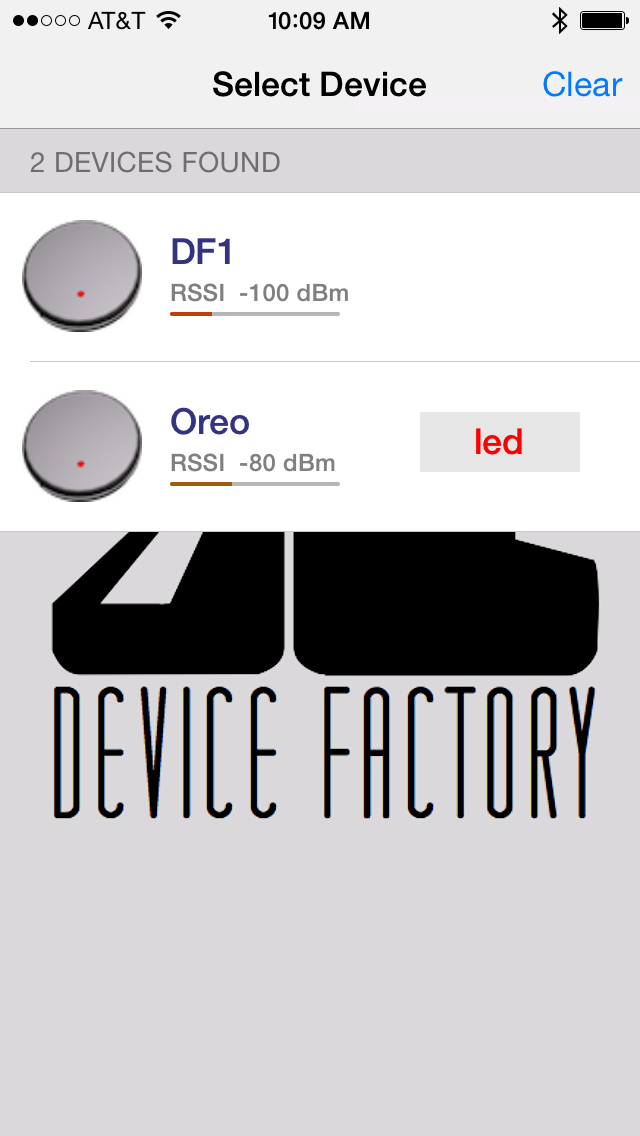 AT&T 10:09 AM
Select Device Clear
2 DEVICES FOUND
DF1
RSSI -100 dBm
Oreo
RSSI -80 dBm
led
DEVICE FACTORY